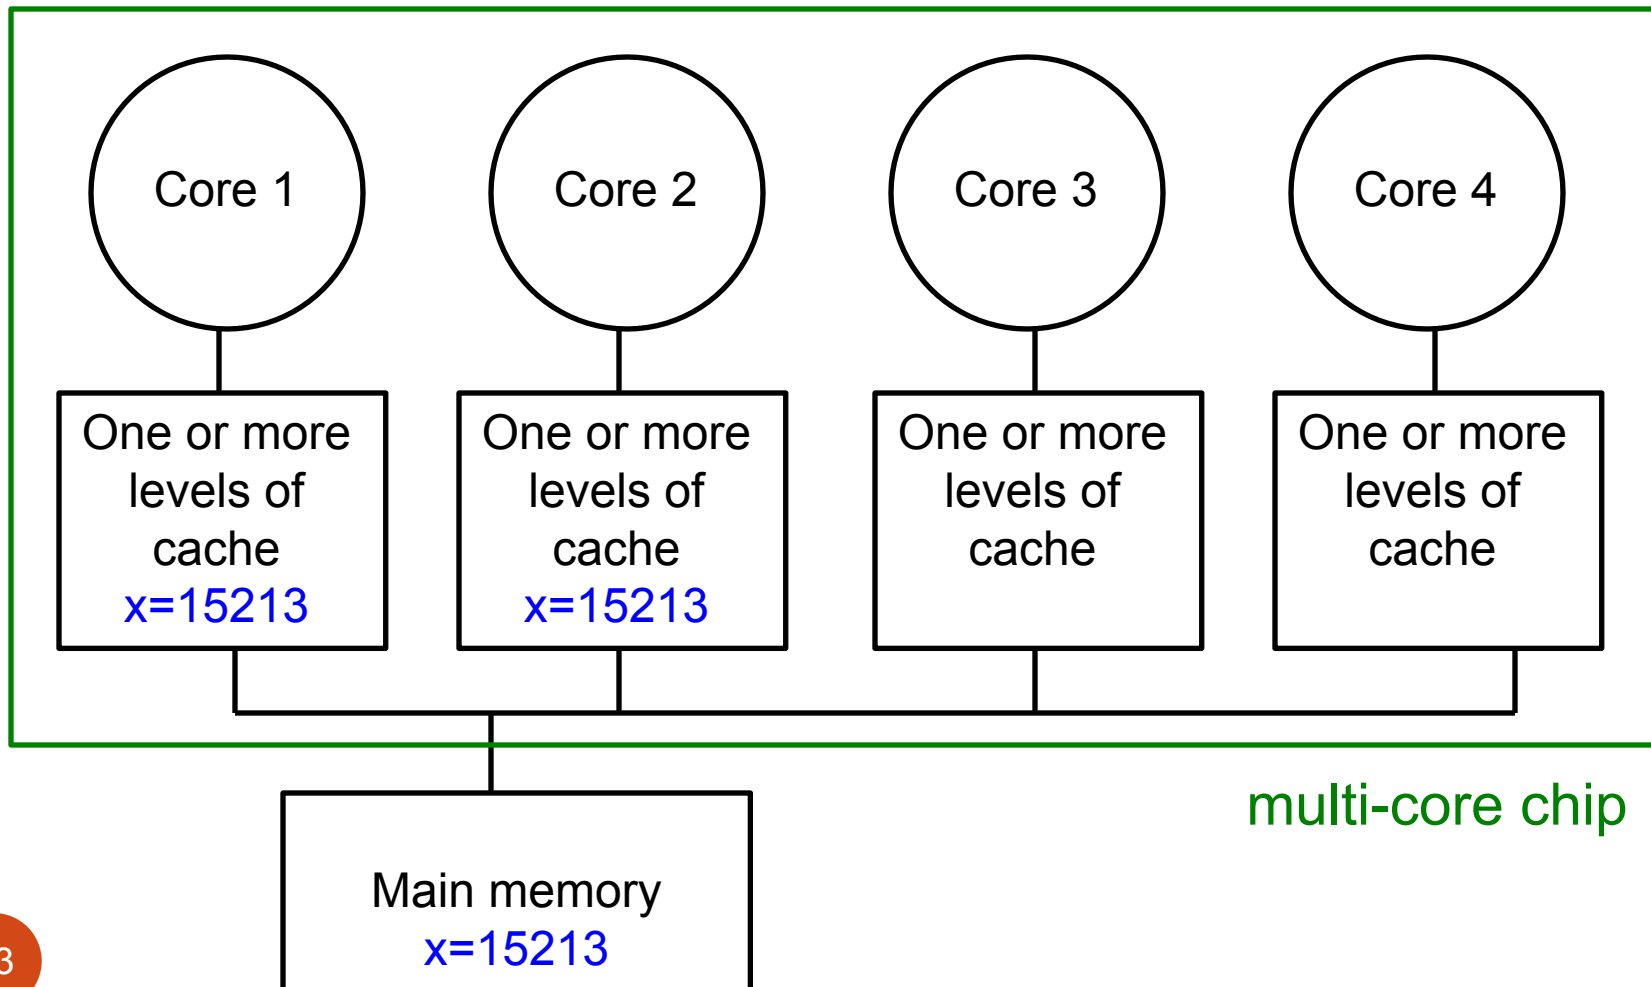 Core 1
Core 2
Core 3
Core 4
One or more
levels of
cache
x=15213
One or more
levels of
cache
x=15213
One or more
levels of
cache
One or more
levels of
cache
multi-core chip
Main memory
x=15213
3